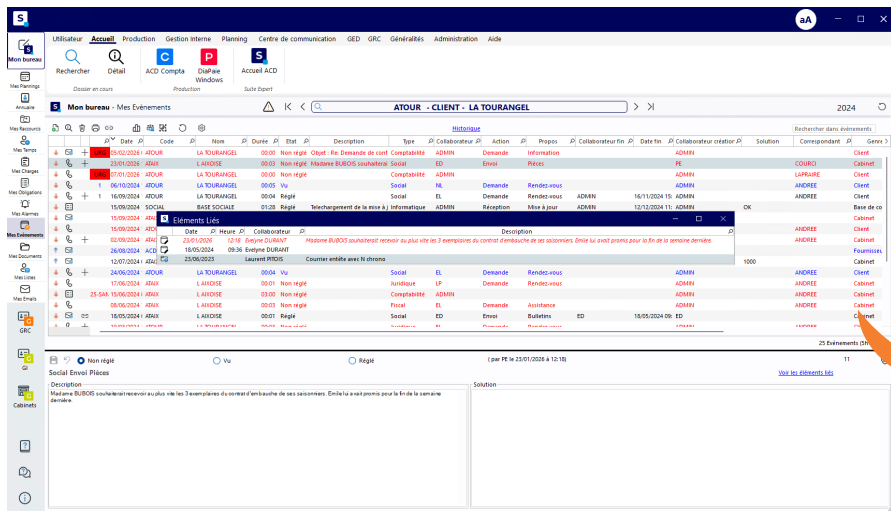 S aA
Utilisateur Accueil Production Gestion Interne Planning Centre de communication GED GRC Généralités Administration Aide
Mon bureau
Rechercher Détail ACD Compta DiaPaie Windows Accueil ACD
Dossier en cours Production Suite Expert
Mes Plannings
Annuaire
Mes Raccourcis
Mes Temps
Mes Charges
Mes Obligations
Mes Alarmes
Mes Evénements
Mes Documents
Mes Listes
Mes Emails
GRC
GI
Cabinets
S Mon bureau - Mes Evènements ATOUR - CLIENT - LA TOURANGEL 2024
Historique Rechercher dans évènements
Date Code Nom Durée Etat Description Type Collaborateur Action Propos Collaborateur fin Date fin Collaborateur création Solution Correspondant Genre
URG 05/02/2026 ATOUR LA TOURANGEL 00:00 Non réglé Objet : Re: Demande de conf Comptabilité ADMIN Demande Information ADMIN Client
23/01/2026 ATAIX L AIXOISE 00:03 Non réglé Madame BUBOIS souhaiterai Social ED Envoi Pièces PE COURCI Cabinet
URG 07/01/2026 ATOUR LA TOURANGEL 00:00 Non réglé Comptabilité ADMIN ADMIN LAPRAIRE Client
1 06/10/2024 ATOUR LA TOURANGEL 00:05 Vu Social NL Demande Rendez-vous ADMIN ANDREE Client
1 16/09/2024 ATOUR LA TOURANGEL 00:04 Réglé Social EL Demande Rendez-vous ADMIN 16/11/2024 15: ADMIN ANDREE Client
15/09/2024 SOCIAL BASE SOCIALE 01:28 Réglé Telechargement de la mise à j Informatique ADMIN Réception Mise à jour ADMIN 12/12/2024 11: ADMIN OK Base de co
15/09/2024 Cabinet
15/09/2024 ANDREE Client
02/09/2024 ANDREE Cabinet
26/08/2024 Fournisseu
12/07/2024 1000 Cabinet
S Eléments Liés
Date Heure Collaborateur Description
23/01/2026 12:18 Evelyne DURANT Madame BUBOIS souhaiterait recevoir au plus vite les 3 exemplaires du contrat d'embauche de ses saisonniers. Emile lui avait promis pour la fin de la semaine dernière.
18/05/2024 09:36 Evelyne DURANT
23/06/2023 Laurent PITOIS Courrier entête avec N chrono
24/06/2024 ATOUR LA TOURANGEL 00:04 Vu Social EL Demande Rendez-vous ADMIN ANDREE Client
17/06/2024 ATAIX L AIXOISE 00:01 Non réglé Juridique LP Demande Rendez-vous ADMIN ANDREE Cabinet
15/06/2024 ATAIX L AIXOISE 03:00 Non réglé Comptabilité ADMIN ADMIN ANDREE Cabinet
08/06/2024 ATAIX L AIXOISE 00:03 Non réglé Fiscal EL Demande Assistance ADMIN ANDREE Cabinet
18/05/2024 ATAIX L AIXOISE 00:01 Réglé Social ED Envoi Bulletins ED 18/05/2024 09: ED Cabinet
25 Evènements
Non réglé Vu Réglé ( par PE le 23/01/2026 à 12:18) 11
Social Envoi Pièces Voir les éléments liés
Description Solution
Madame BUBOIS souhaiterait recevoir au plus vite les 3 exemplaires du contrat d'embauche de ses saisonniers. Emile lui avait promis pour la fin de la semaine
dernière.